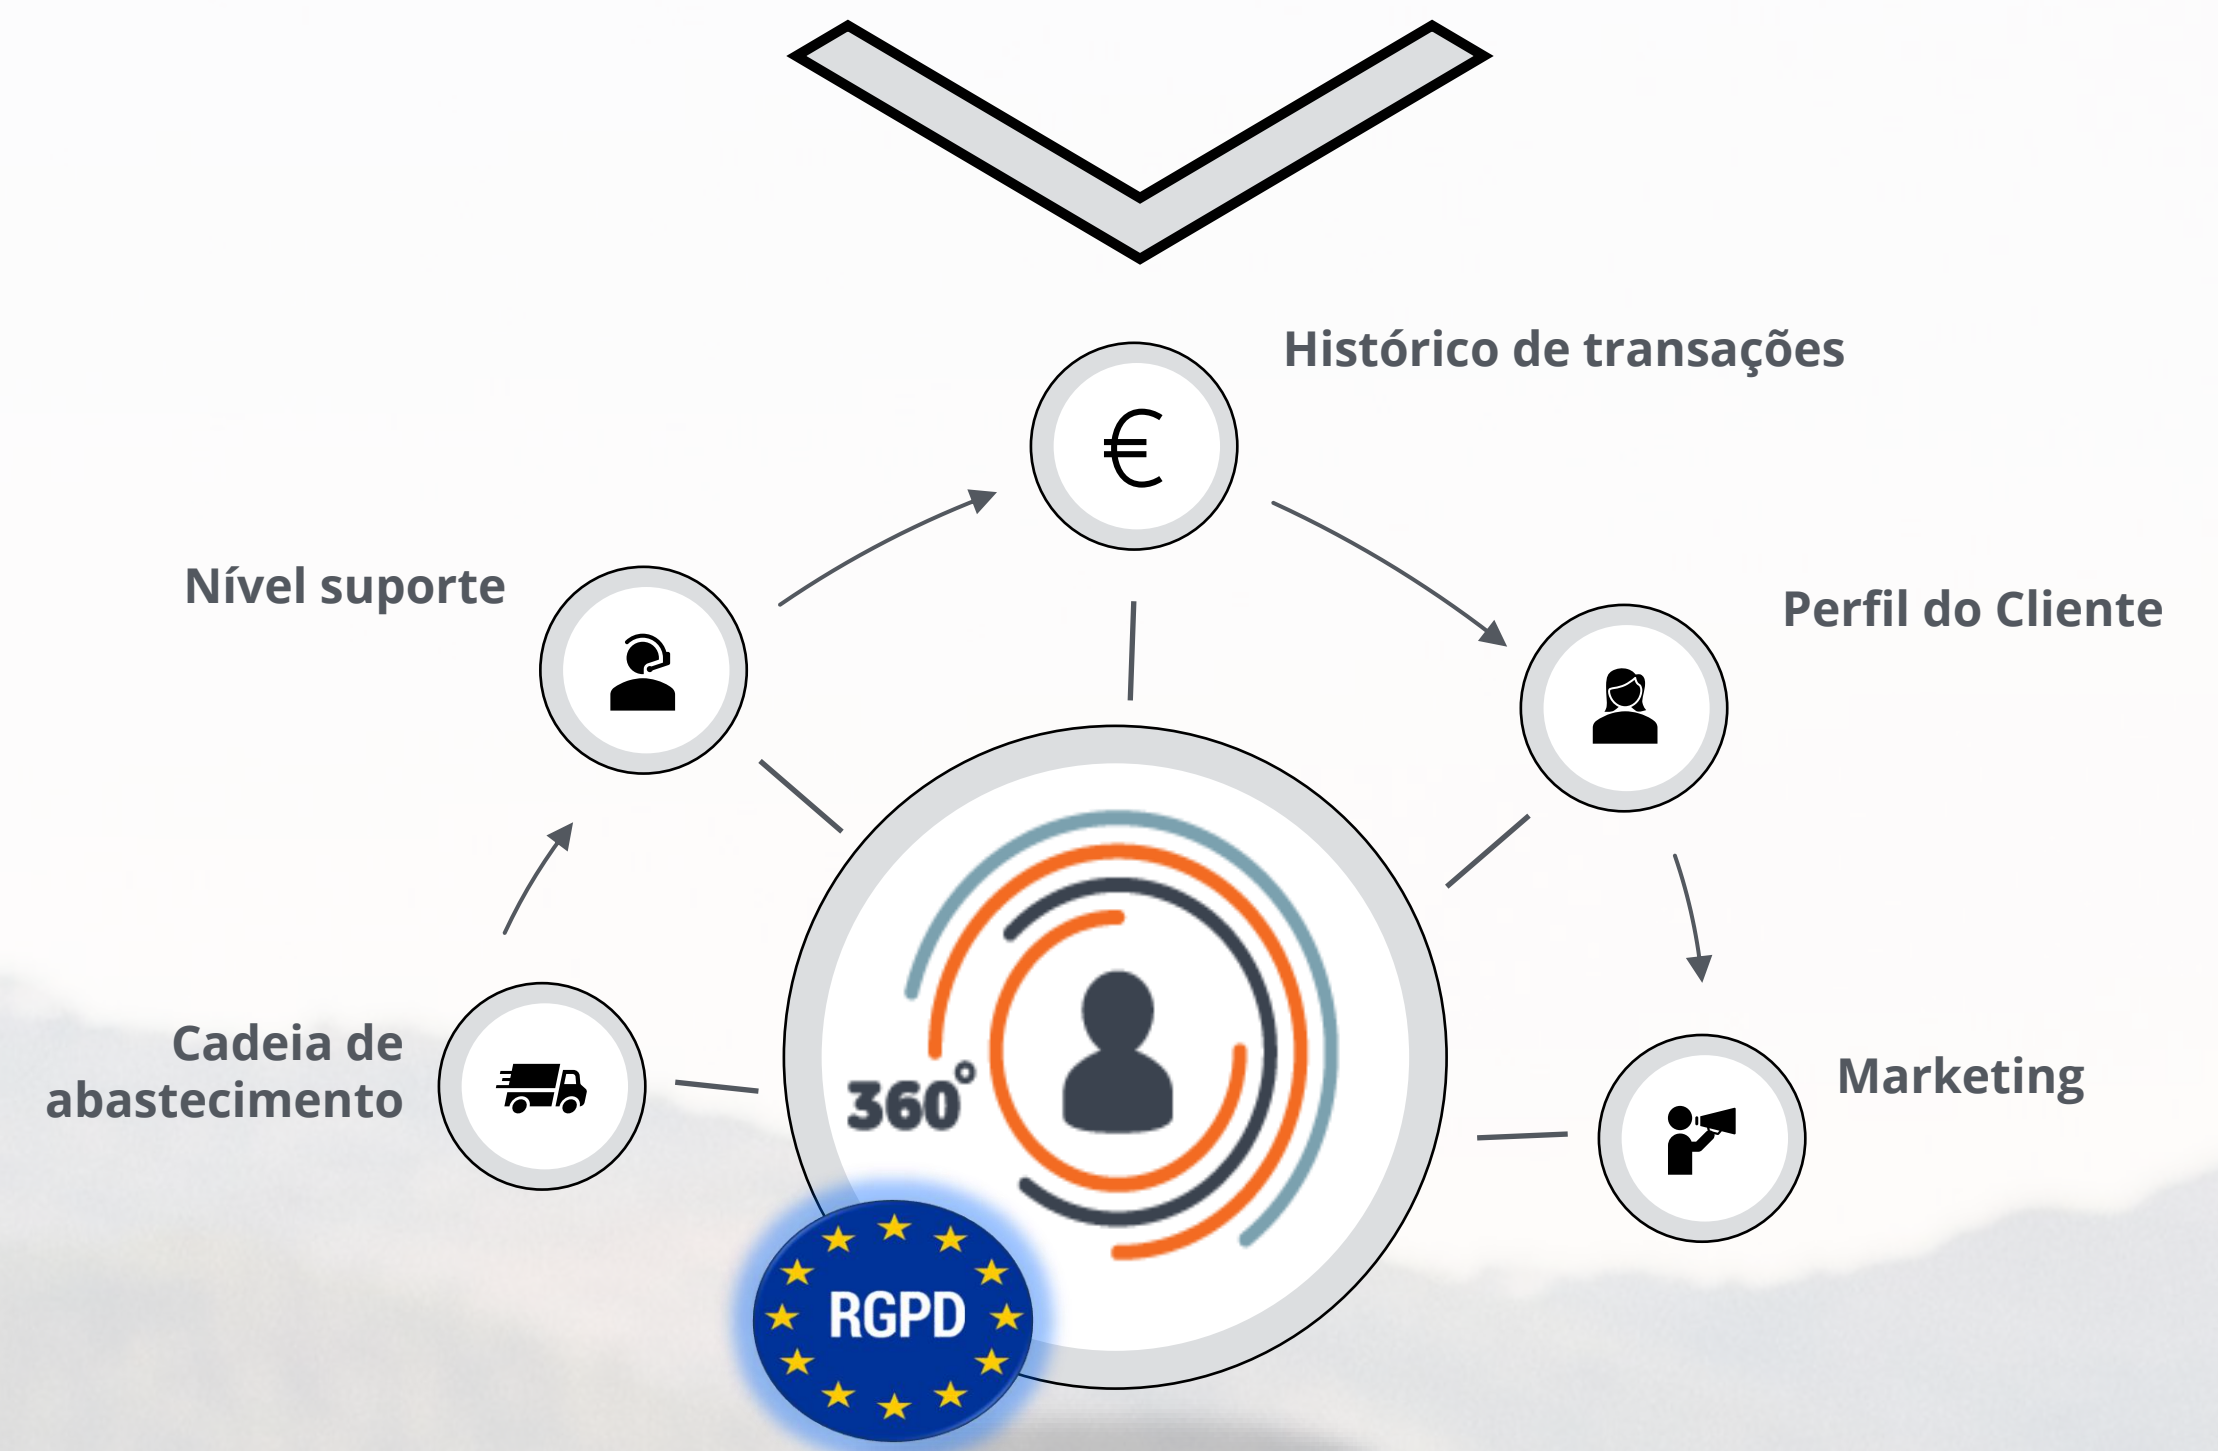 Histórico de transações
€
Nível suporte
Perfil do Cliente
Cadeia de
abastecimento
Marketing
360°
RGPD